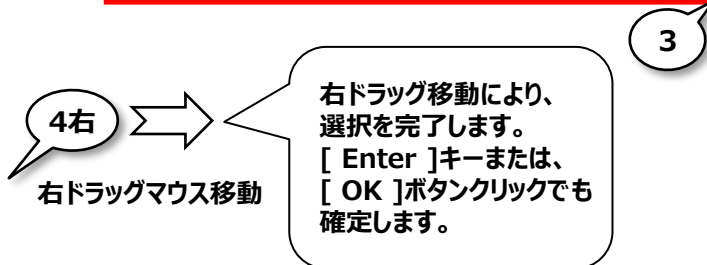 3
4右
右ドラッグマウス移動
右ドラッグ移動により、
選択を完了します。
[ Enter ]キーまたは、
[ OK ]ボタンクリックでも
確定します。